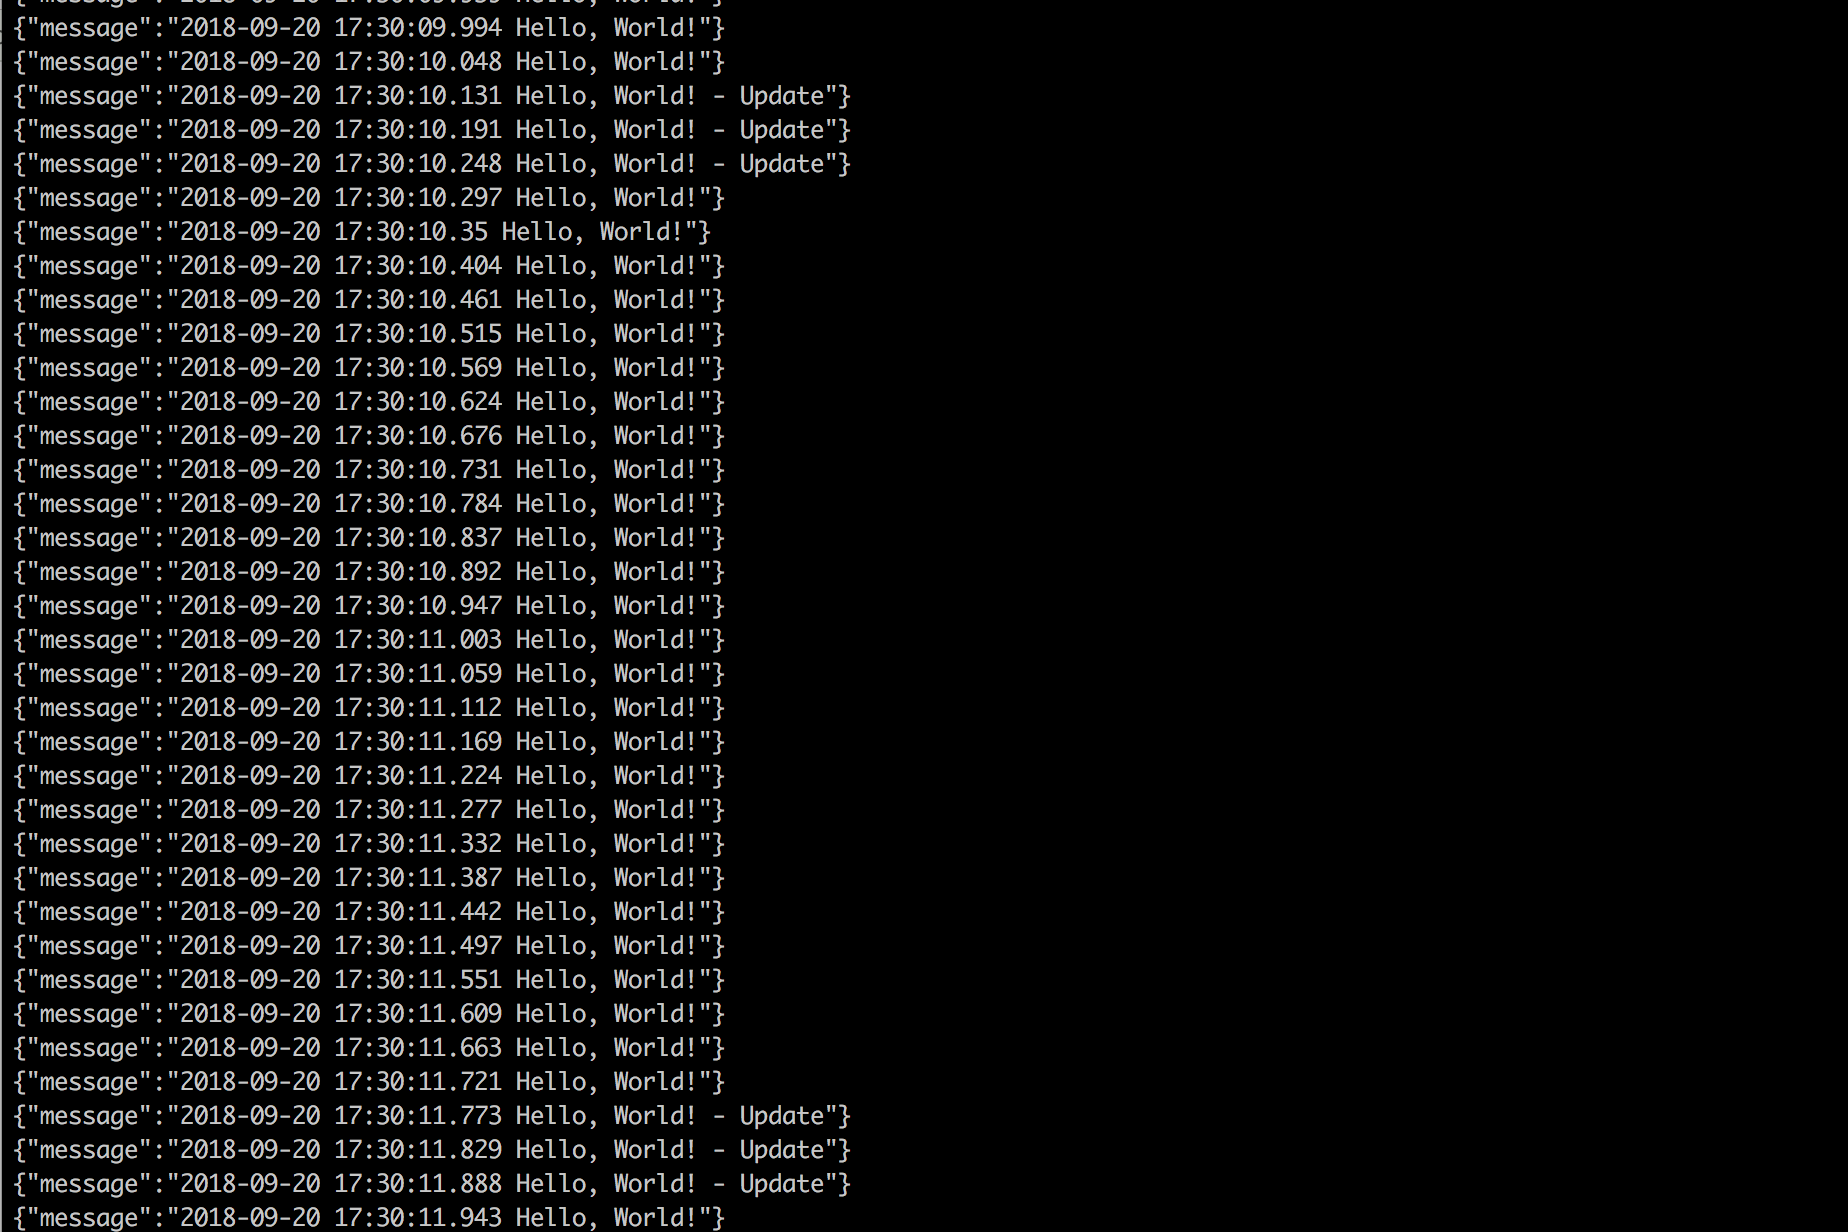 {"message":"2018-09-20 17:30:09.939 Hello, World!"}
{"message":"2018-09-20 17:30:09.994 Hello, World!"}
{"message":"2018-09-20 17:30:10.048 Hello, World!"}
{"message":"2018-09-20 17:30:10.131 Hello, World! - Update"}
{"message":"2018-09-20 17:30:10.191 Hello, World! - Update"}
{"message":"2018-09-20 17:30:10.248 Hello, World! - Update"}
{"message":"2018-09-20 17:30:10.297 Hello, World!"}
{"message":"2018-09-20 17:30:10.35 Hello, World!"}
{"message":"2018-09-20 17:30:10.404 Hello, World!"}
{"message":"2018-09-20 17:30:10.461 Hello, World!"}
{"message":"2018-09-20 17:30:10.515 Hello, World!"}
{"message":"2018-09-20 17:30:10.569 Hello, World!"}
{"message":"2018-09-20 17:30:10.624 Hello, World!"}
{"message":"2018-09-20 17:30:10.676 Hello, World!"}
{"message":"2018-09-20 17:30:10.731 Hello, World!"}
{"message":"2018-09-20 17:30:10.784 Hello, World!"}
{"message":"2018-09-20 17:30:10.837 Hello, World!"}
{"message":"2018-09-20 17:30:10.892 Hello, World!"}
{"message":"2018-09-20 17:30:10.947 Hello, World!"}
{"message":"2018-09-20 17:30:11.003 Hello, World!"}
{"message":"2018-09-20 17:30:11.059 Hello, World!"}
{"message":"2018-09-20 17:30:11.112 Hello, World!"}
{"message":"2018-09-20 17:30:11.169 Hello, World!"}
{"message":"2018-09-20 17:30:11.224 Hello, World!"}
{"message":"2018-09-20 17:30:11.277 Hello, World!"}
{"message":"2018-09-20 17:30:11.332 Hello, World!"}
{"message":"2018-09-20 17:30:11.387 Hello, World!"}
{"message":"2018-09-20 17:30:11.442 Hello, World!"}
{"message":"2018-09-20 17:30:11.497 Hello, World!"}
{"message":"2018-09-20 17:30:11.551 Hello, World!"}
{"message":"2018-09-20 17:30:11.609 Hello, World!"}
{"message":"2018-09-20 17:30:11.663 Hello, World!"}
{"message":"2018-09-20 17:30:11.721 Hello, World!"}
{"message":"2018-09-20 17:30:11.773 Hello, World! - Update"}
{"message":"2018-09-20 17:30:11.829 Hello, World! - Update"}
{"message":"2018-09-20 17:30:11.888 Hello, World! - Update"}
{"message":"2018-09-20 17:30:11.943 Hello, World!"}